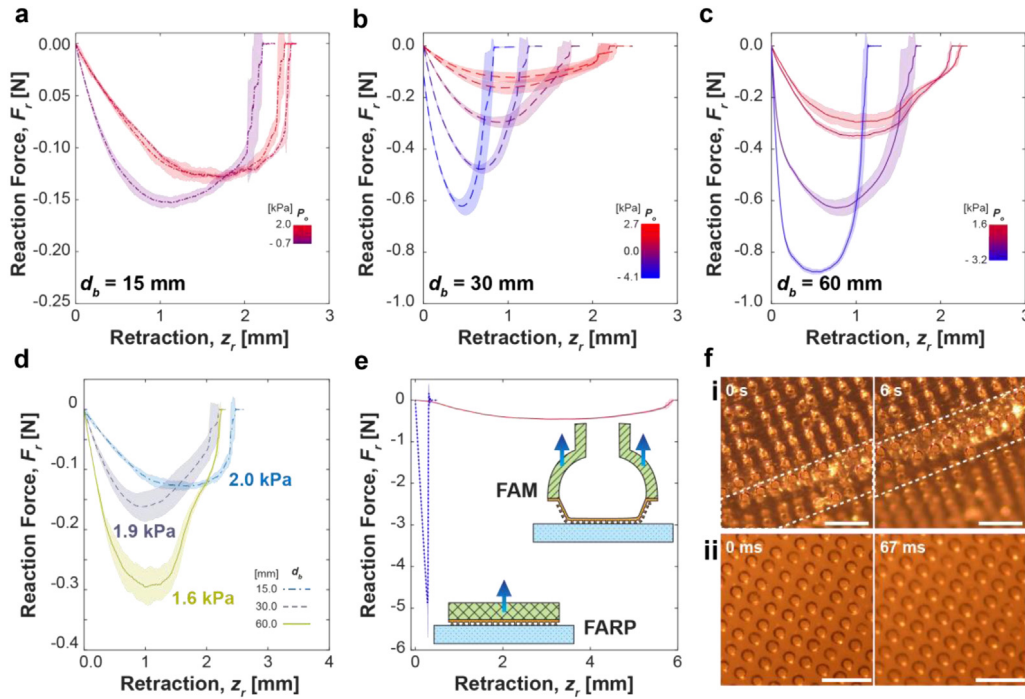 a
Reaction Force, Fr [N]
0.00
0.00
0.05
-0.10
-0.15
-0.20
-0.25
0
1
2
3
[kPa] Po
2.0
- 0.7
db = 15 mm
Retraction, zr [mm]
b
Reaction Force, Fr [N]
0.0
-0.2
-0.4
-0.6
-0.8
-1.0
0
1
2
3
[kPa] Po
2.7
0.0
-4.1
db = 30 mm
Retraction, zr [mm]
c
Reaction Force, Fr [N]
0.0
-0.2
-0.4
-0.6
-0.8
-1.0
0
1
2
3
[kPa] Po
1.6
-3.2
db = 60 mm
Retraction, zr [mm]
d
Reaction Force, Fr [N]
0
-0.1
-0.2
-0.3
-0.4
0.0
1
2
3
4
2.0 kPa
1.9 kPa
1.6 kPa
[mm] db
15.0
30.0
60.0
Retraction, zr [mm]
e
Reaction Force, Fr [N]
0
-1
-2
-3
-4
-5
-6
0
2
4
6
FAM
FARP
Retraction, zr [mm]
f
i
0 s
6 s
ii
0 ms
67 ms